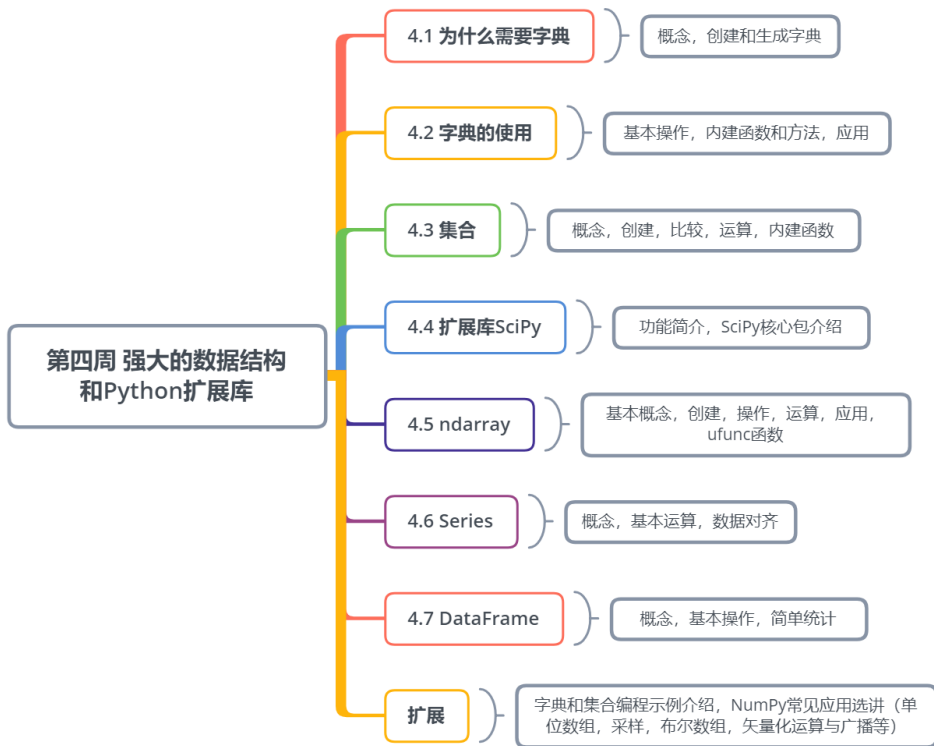 第四周 强大的数据结构
和Python扩展库
4.1 为什么需要字典
概念，创建和生成字典
4.2 字典的使用
基本操作，内建函数和方法，应用
4.3 集合
概念，创建，比较，运算，内建函数
4.4 扩展库SciPy
功能简介，SciPy核心包介绍
4.5 ndarray
基本概念，创建，操作，运算，应用，
ufunc函数
4.6 Series
概念，基本运算，数据对齐
4.7 DataFrame
概念，基本操作，简单统计
扩展
字典和集合编程示例介绍，NumPy常见应用选讲（单
位数组，采样，布尔数组，矢量化运算与广播等）